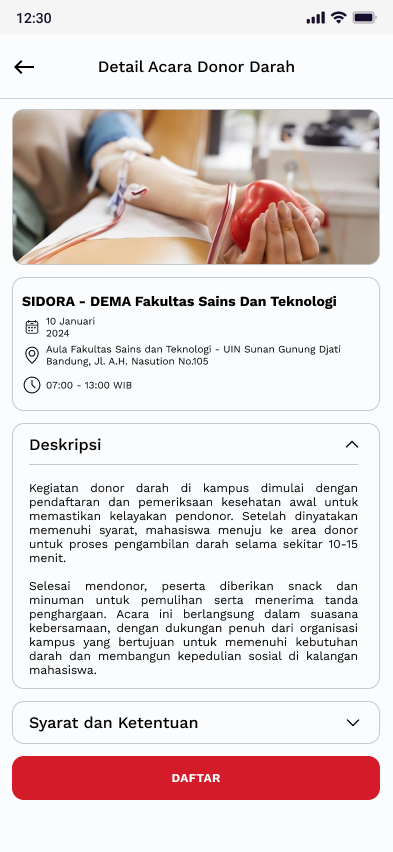 12:30
Detail Acara Donor Darah
SIDORA - DEMA Fakultas Sains Dan Teknologi
10 Januari
2024
Aula Fakultas Sains dan Teknologi - UIN Sunan Gunung Djati
Bandung, Jl. A.H. Nasution No.105
07:00 - 13:00 WIB
Deskripsi
Kegiatan donor darah di kampus dimulai dengan
pendaftaran dan pemeriksaan kesehatan awal untuk
memastikan kelayakan pendonor. Setelah dinyatakan
memenuhi syarat, mahasiswa menuju ke area donor
untuk proses pengambilan darah selama sekitar 10-15
menit.
Selesai mendonor, peserta diberikan snack dan
minuman untuk pemulihan serta menerima tanda
penghargaan. Acara ini berlangsung dalam suasana
kebersamaan, dengan dukungan penuh dari organisasi
kampus yang bertujuan untuk memenuhi kebutuhan
darah dan membangun kepedulian sosial di kalangan
mahasiswa.
Syarat dan Ketentuan
DAFTAR